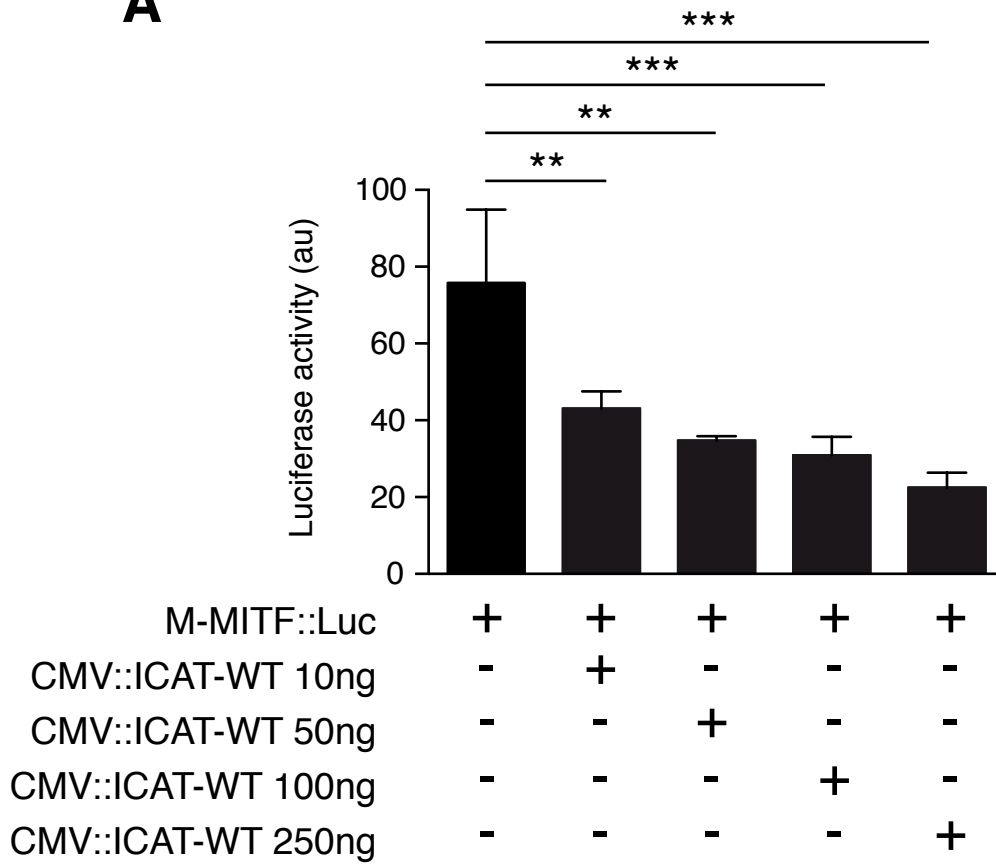 A
***
***
**
**
100
80
60
40
20
0
Luciferase activity (au)
M-MITF::Luc + + + + +
CMV::ICAT-WT 10ng - + - - -
CMV::ICAT-WT 50ng - - + - -
CMV::ICAT-WT 100ng - - - + -
CMV::ICAT-WT 250ng - - - - +